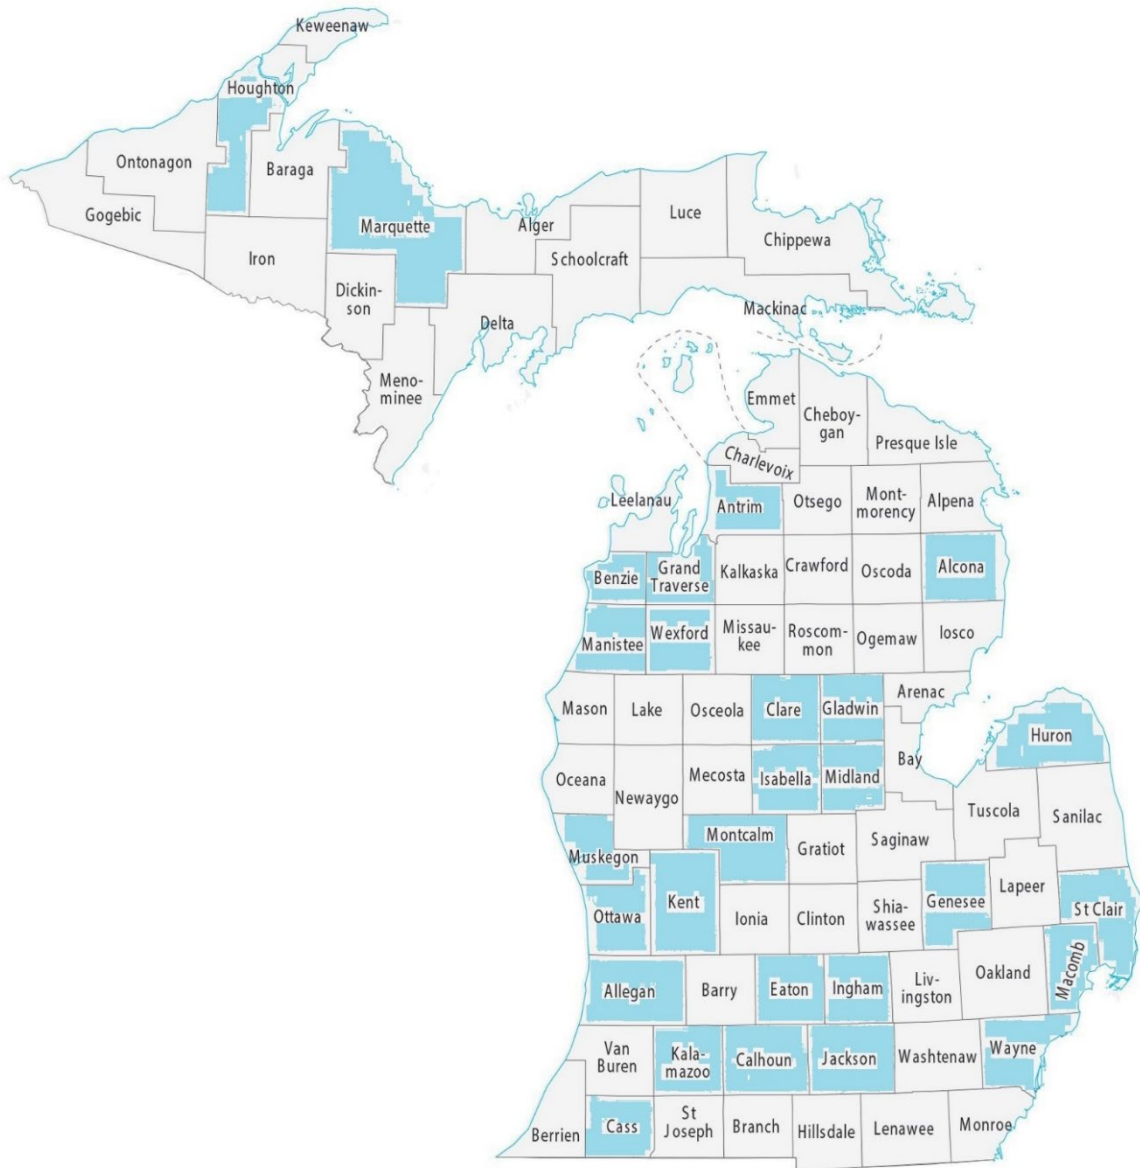 Keweenaw
Houghton
Ontonagon
Baraga
Gogebic
Marquette
Iron
Dickin-
son
Alger
Luce
Schoolcraft
Chippewa
Mackinac
Delta
Meno-
minee
Emmet
Cheboy-
gan
Presque Isle
Charlevoix
Leelanau
Antrim
Otsego
Mont-
morency
Alpena
Benzie
Grand
Traverse
Kalkaska
Crawford
Oscoda
Alcona
Manistee
Wexford
Missau-
kee
Roscom-
mon
Ogemaw
Iosco
Mason
Lake
Osceola
Clare
Gladwin
Arenac
Huron
Oceana
Newaygo
Mecosta
Isabella
Midland
Bay
Tuscola
Sanilac
Muskegon
Montcalm
Gratiot
Saginaw
Lapeer
Ottawa
Kent
Ionia
Clinton
Shia-
wassee
Genesee
St Clair
Allegan
Barry
Eaton
Ingham
Liv-
ingston
Oakland
Macomb
Van
Buren
Kala-
mazoo
Calhoun
Jackson
Washtenaw
Wayne
Berrien
Cass
St
Joseph
Branch
Hillsdale
Lenawee
Monroe